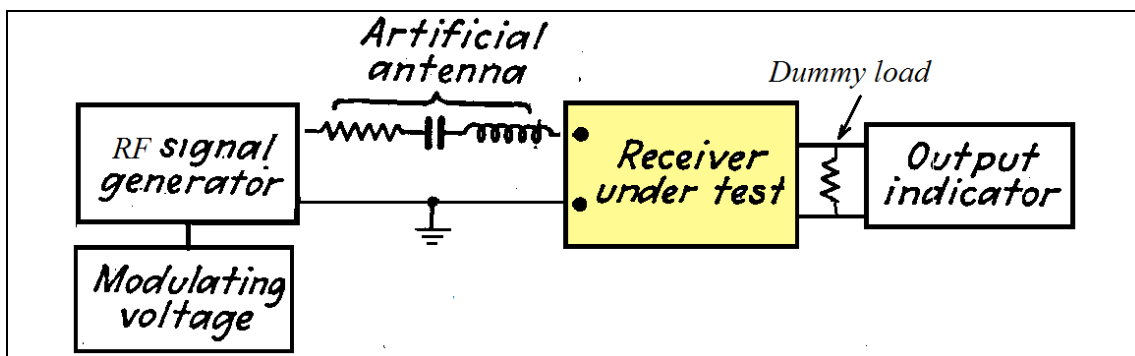 Artificial
antenna
Dummy load
RF signal
generator
Receiver
under test
Output
indicator
Modulating
voltage